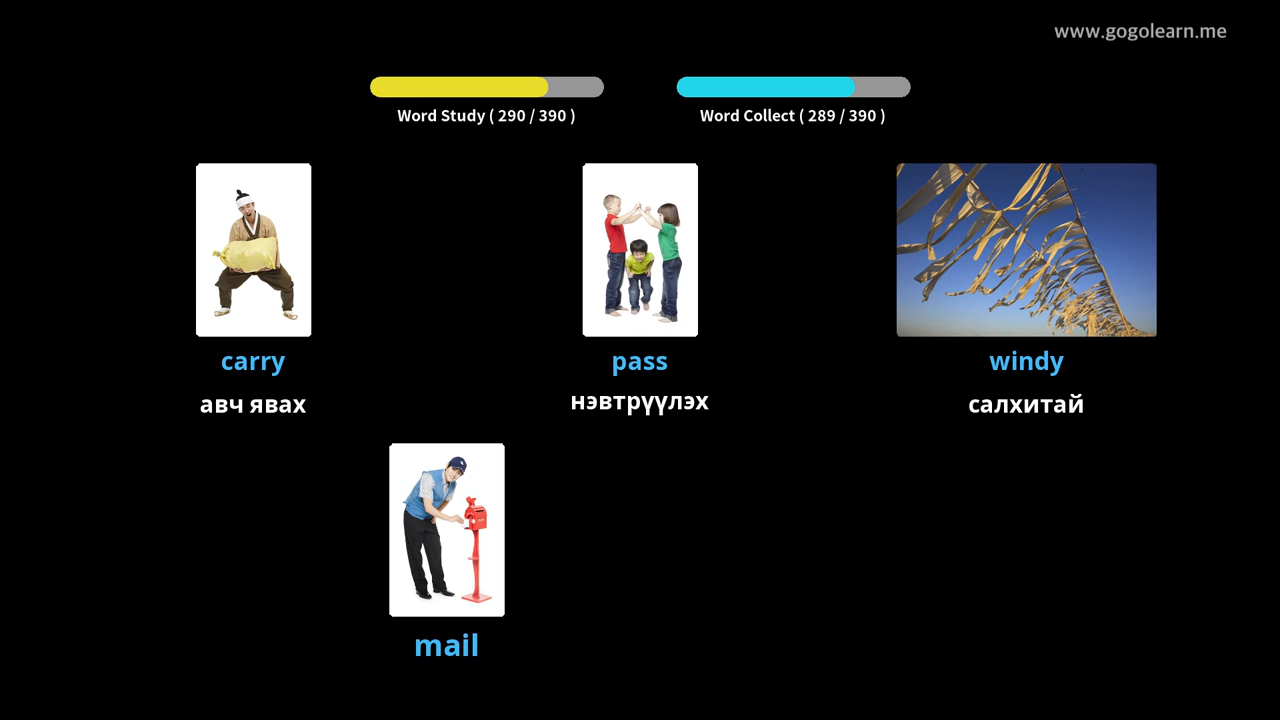 www.gogolearn.me
Word Study ( 290 / 390 )
Word Collect ( 289 / 390 )
carry
pass
windy
авч явах
нэвтрүүлэх
салхитай
mail